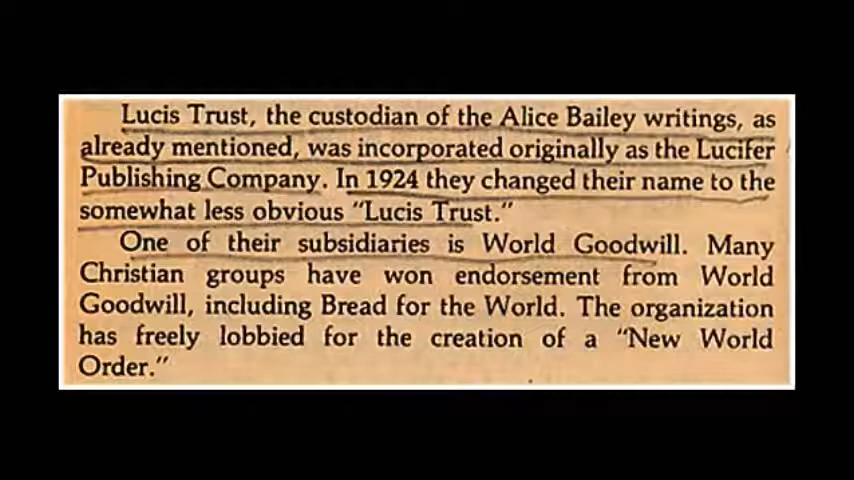 Lucis Trust, the custodian of the Alice Bailey writings, as
already mentioned, was incorporated originally as the Lucifer
Publishing Company. In 1924 they changed their name to the
somewhat less obvious "Lucis Trust."
One of their subsidiaries is World Goodwill. Many
Christian groups have won endorsement from World
Goodwill, including Bread for the World. The organization
has freely lobbied for the creation of a "New World
Order."